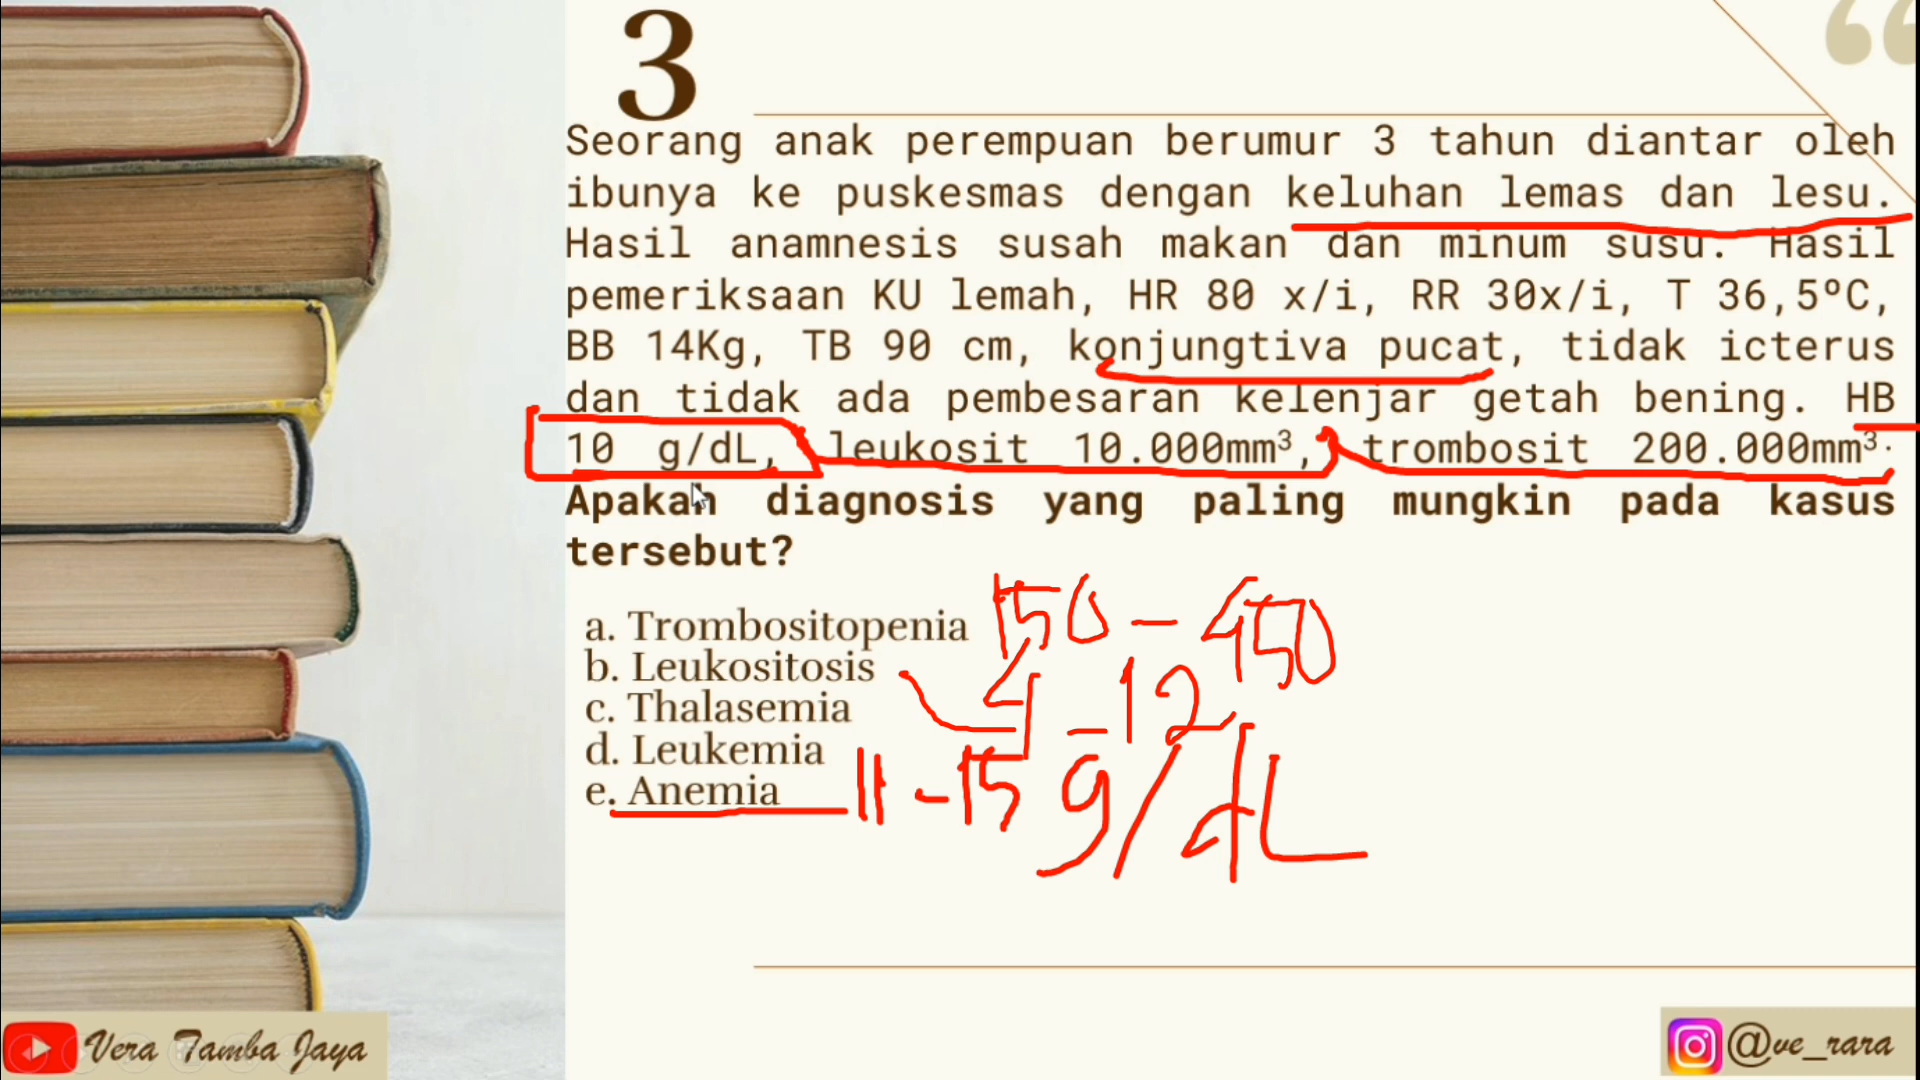 3
Seorang anak perempuan berumur 3 tahun diantar oleh
ibunya ke puskesmas dengan keluhan lemas dan lesu.
Hasil anamnesis susah makan dan minum susu. Hasil
pemeriksaan KU lemah, HR 80 x/i, RR 30x/i, T 36,5ºC,
BB 14Kg, TB 90 cm, konjungtiva pucat, tidak icterus
dan tidak ada pembesaran kelenjar getah bening. HB
10 g/dL, leukosit 10.000mm³, trombosit 200.000mm³.
Apakah diagnosis yang paling mungkin pada kasus
tersebut?
a. Trombositopenia 150 - 450
b. Leukositosis 4 - 12
c. Thalasemia
d. Leukemia
e. Anemia 11 - 15 g/dL
Vera Tamba Jaya
@ve_rara